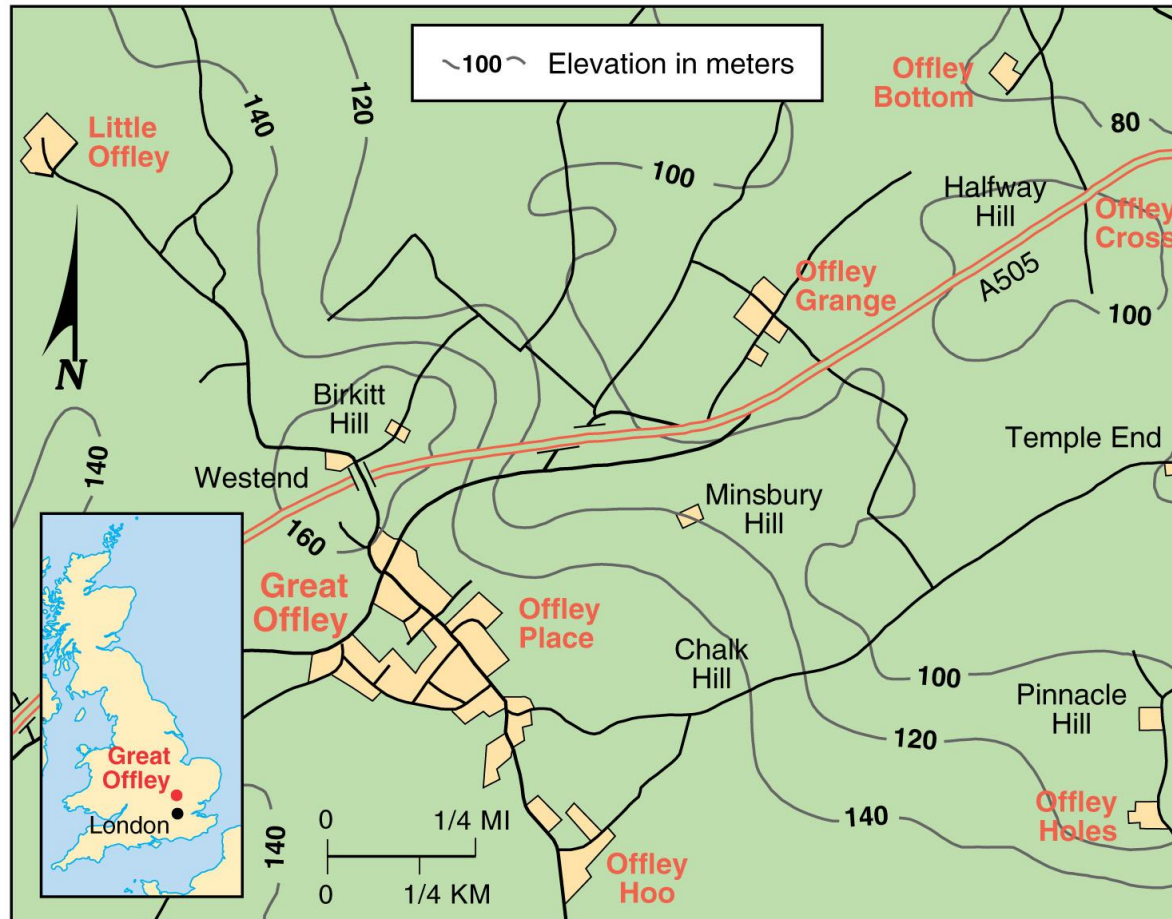 100 Elevation in meters
120
140
Offley
Bottom
80
Little
Offley
100
Halfway
Hill
Offley
Cross
A505
Offley
Grange
100
N
Birkitt
Hill
140
Westend
Temple End
Minsbury
Hill
160
Great
Offley
Offley
Place
Chalk
Hill
100
Pinnacle
Hill
120
Great
Offley
London
140
0 1/4 MI
0 1/4 KM
140
Offley
Holes
Offley
Hoo